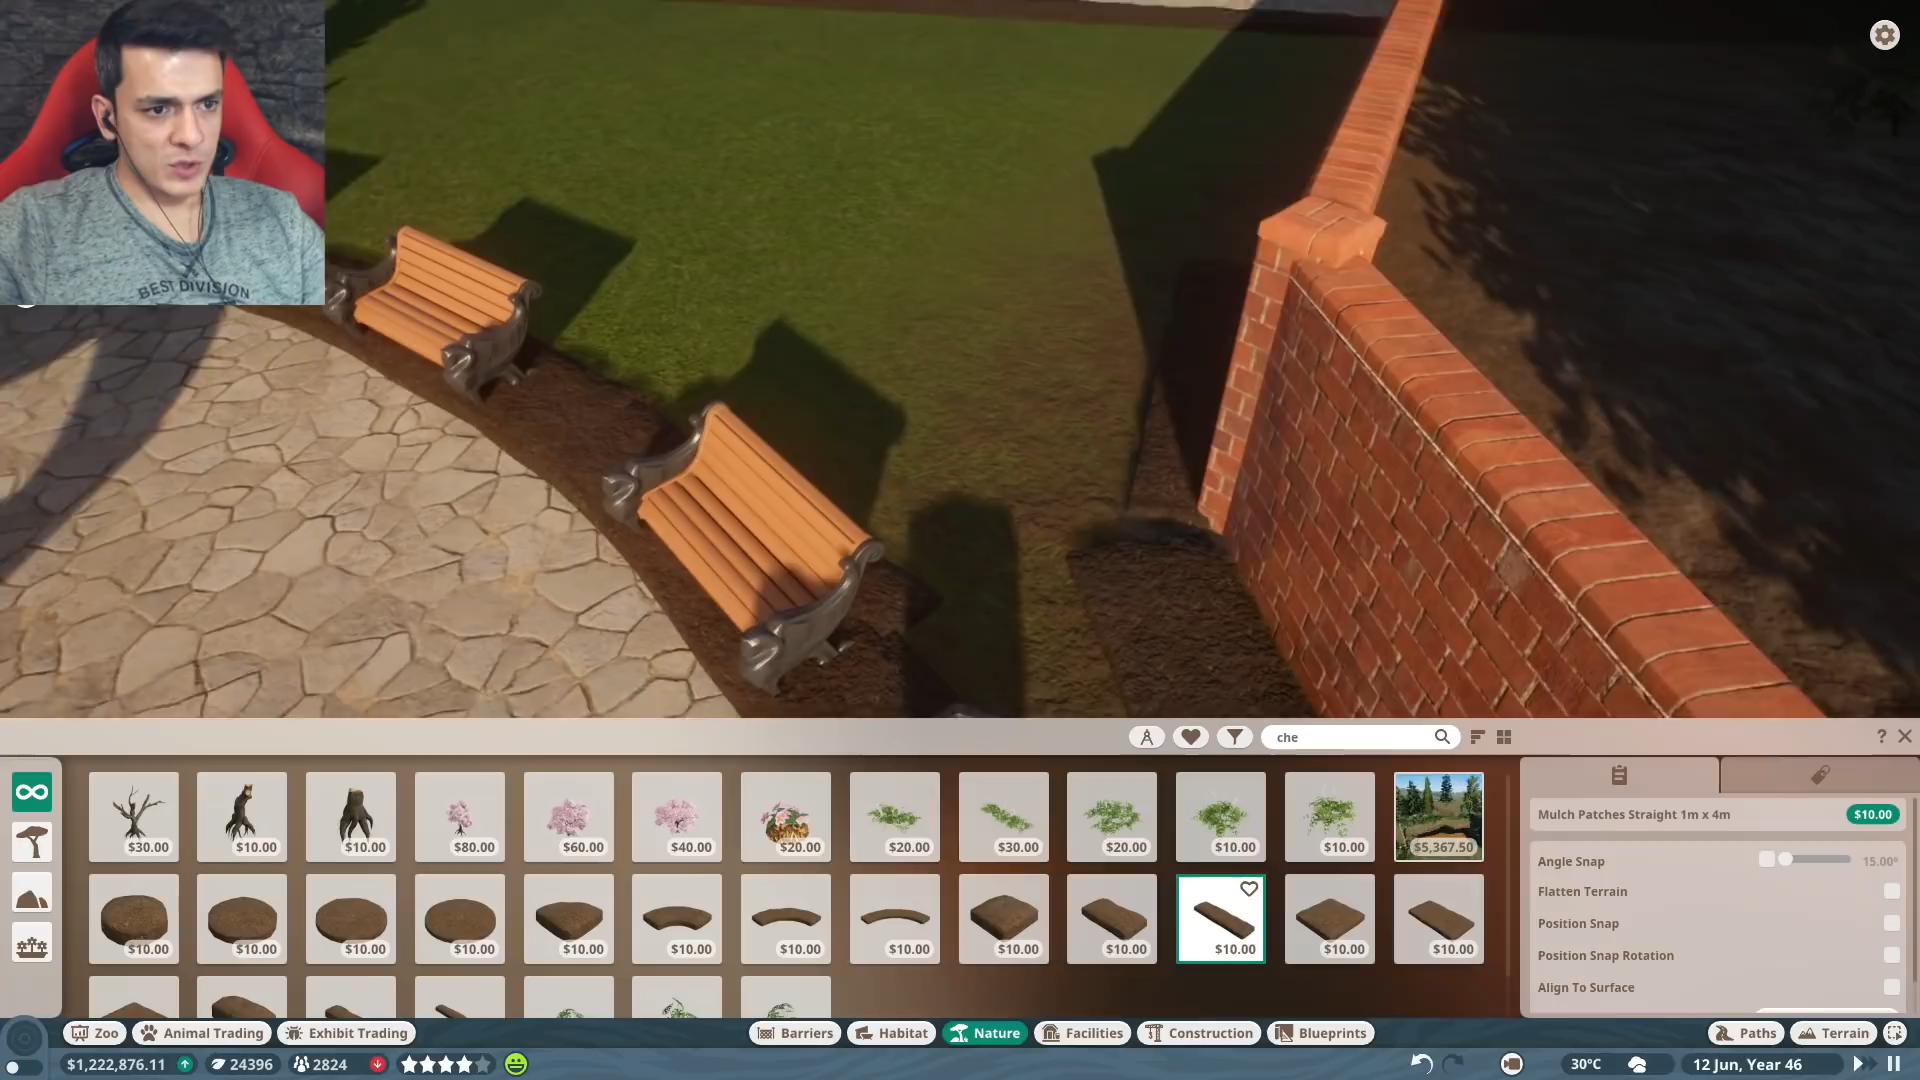 BEST DIVISION
che
?
$30.00
$10.00
$10.00
$80.00
$60.00
$40.00
$20.00
$20.00
$30.00
$20.00
$10.00
$10.00
$5,367.50
$10.00
$10.00
$10.00
$10.00
$10.00
$10.00
$10.00
$10.00
$10.00
$10.00
$10.00
$10.00
$10.00
Mulch Patches Straight 1m x 4m $10.00
Angle Snap 15.00°
Flatten Terrain
Position Snap
Position Snap Rotation
Align To Surface
Zoo Animal Trading Exhibit Trading Barriers Habitat Nature Facilities Construction Blueprints Paths Terrain
$1,222,876.11 24396 2824 30°C 12 Jun, Year 46